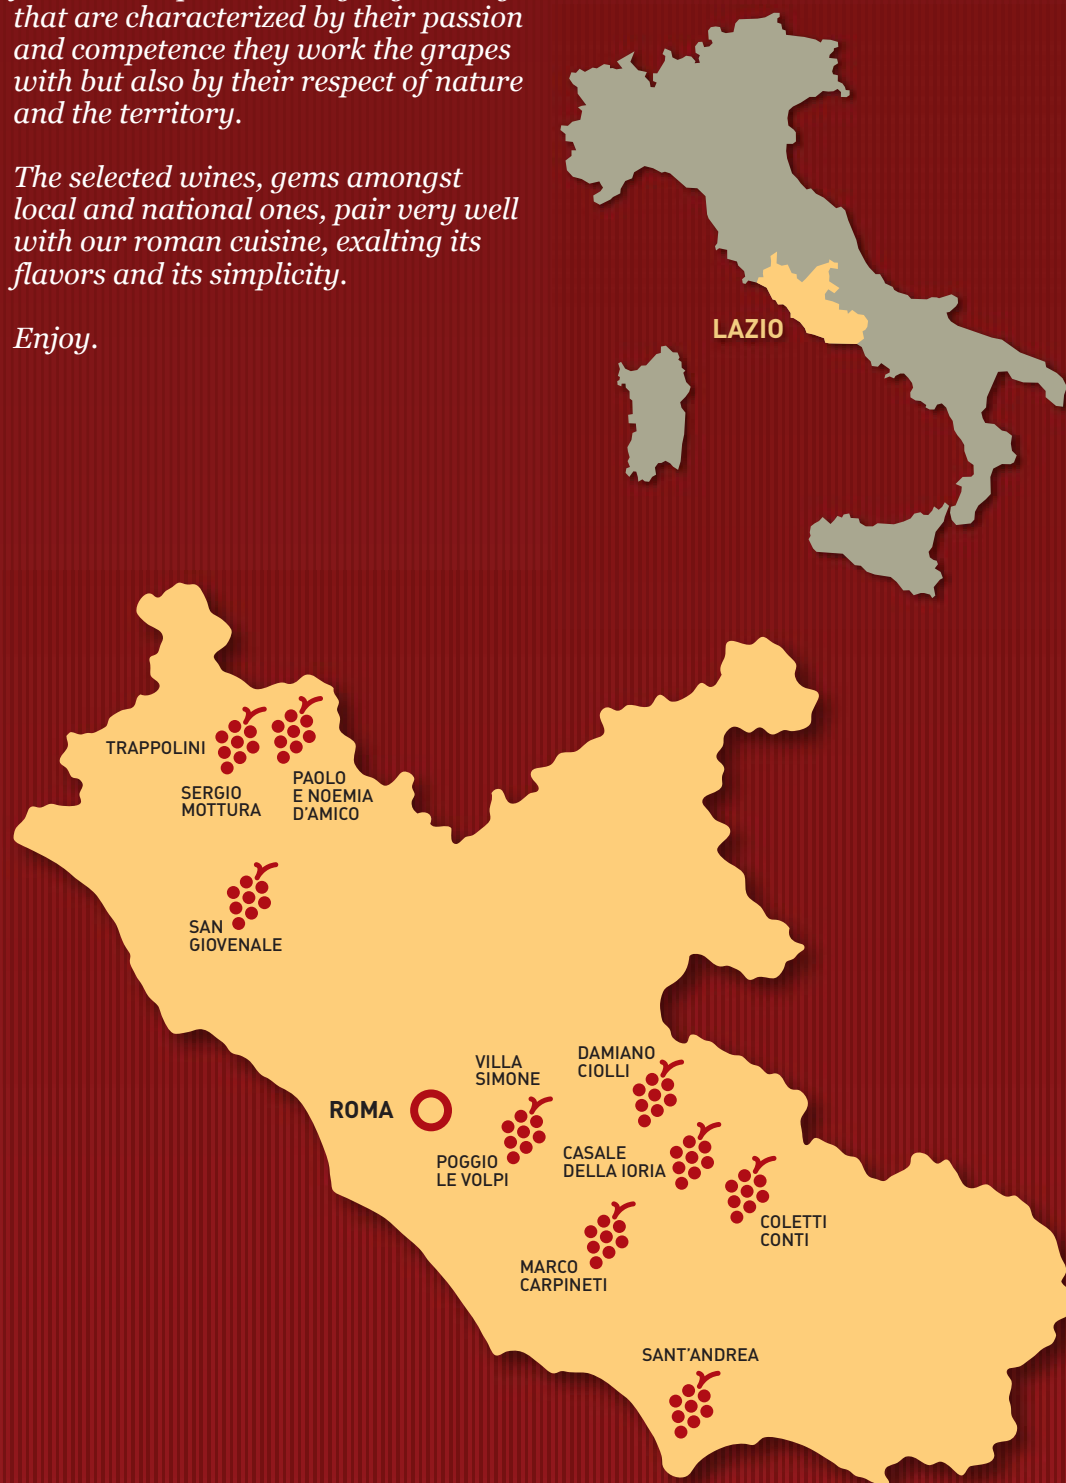 that are characterized by their passion
and competence they work the grapes
with but also by their respect of nature
and the territory.
The selected wines, gems amongst
local and national ones, pair very well
with our roman cuisine, exalting its
flavors and its simplicity.
Enjoy.
LAZIO
TRAPPOLINI
SERGIO
MOTTURA
PAOLO
E NOEMIA
D'AMICO
SAN
GIOVENALE
VILLA
SIMONE
DAMIANO
CIOLLI
ROMA
POGGIO
LE VOLPI
CASALE
DELLA IORIA
COLETTI
CONTI
MARCO
CARPINETI
SANT'ANDREA